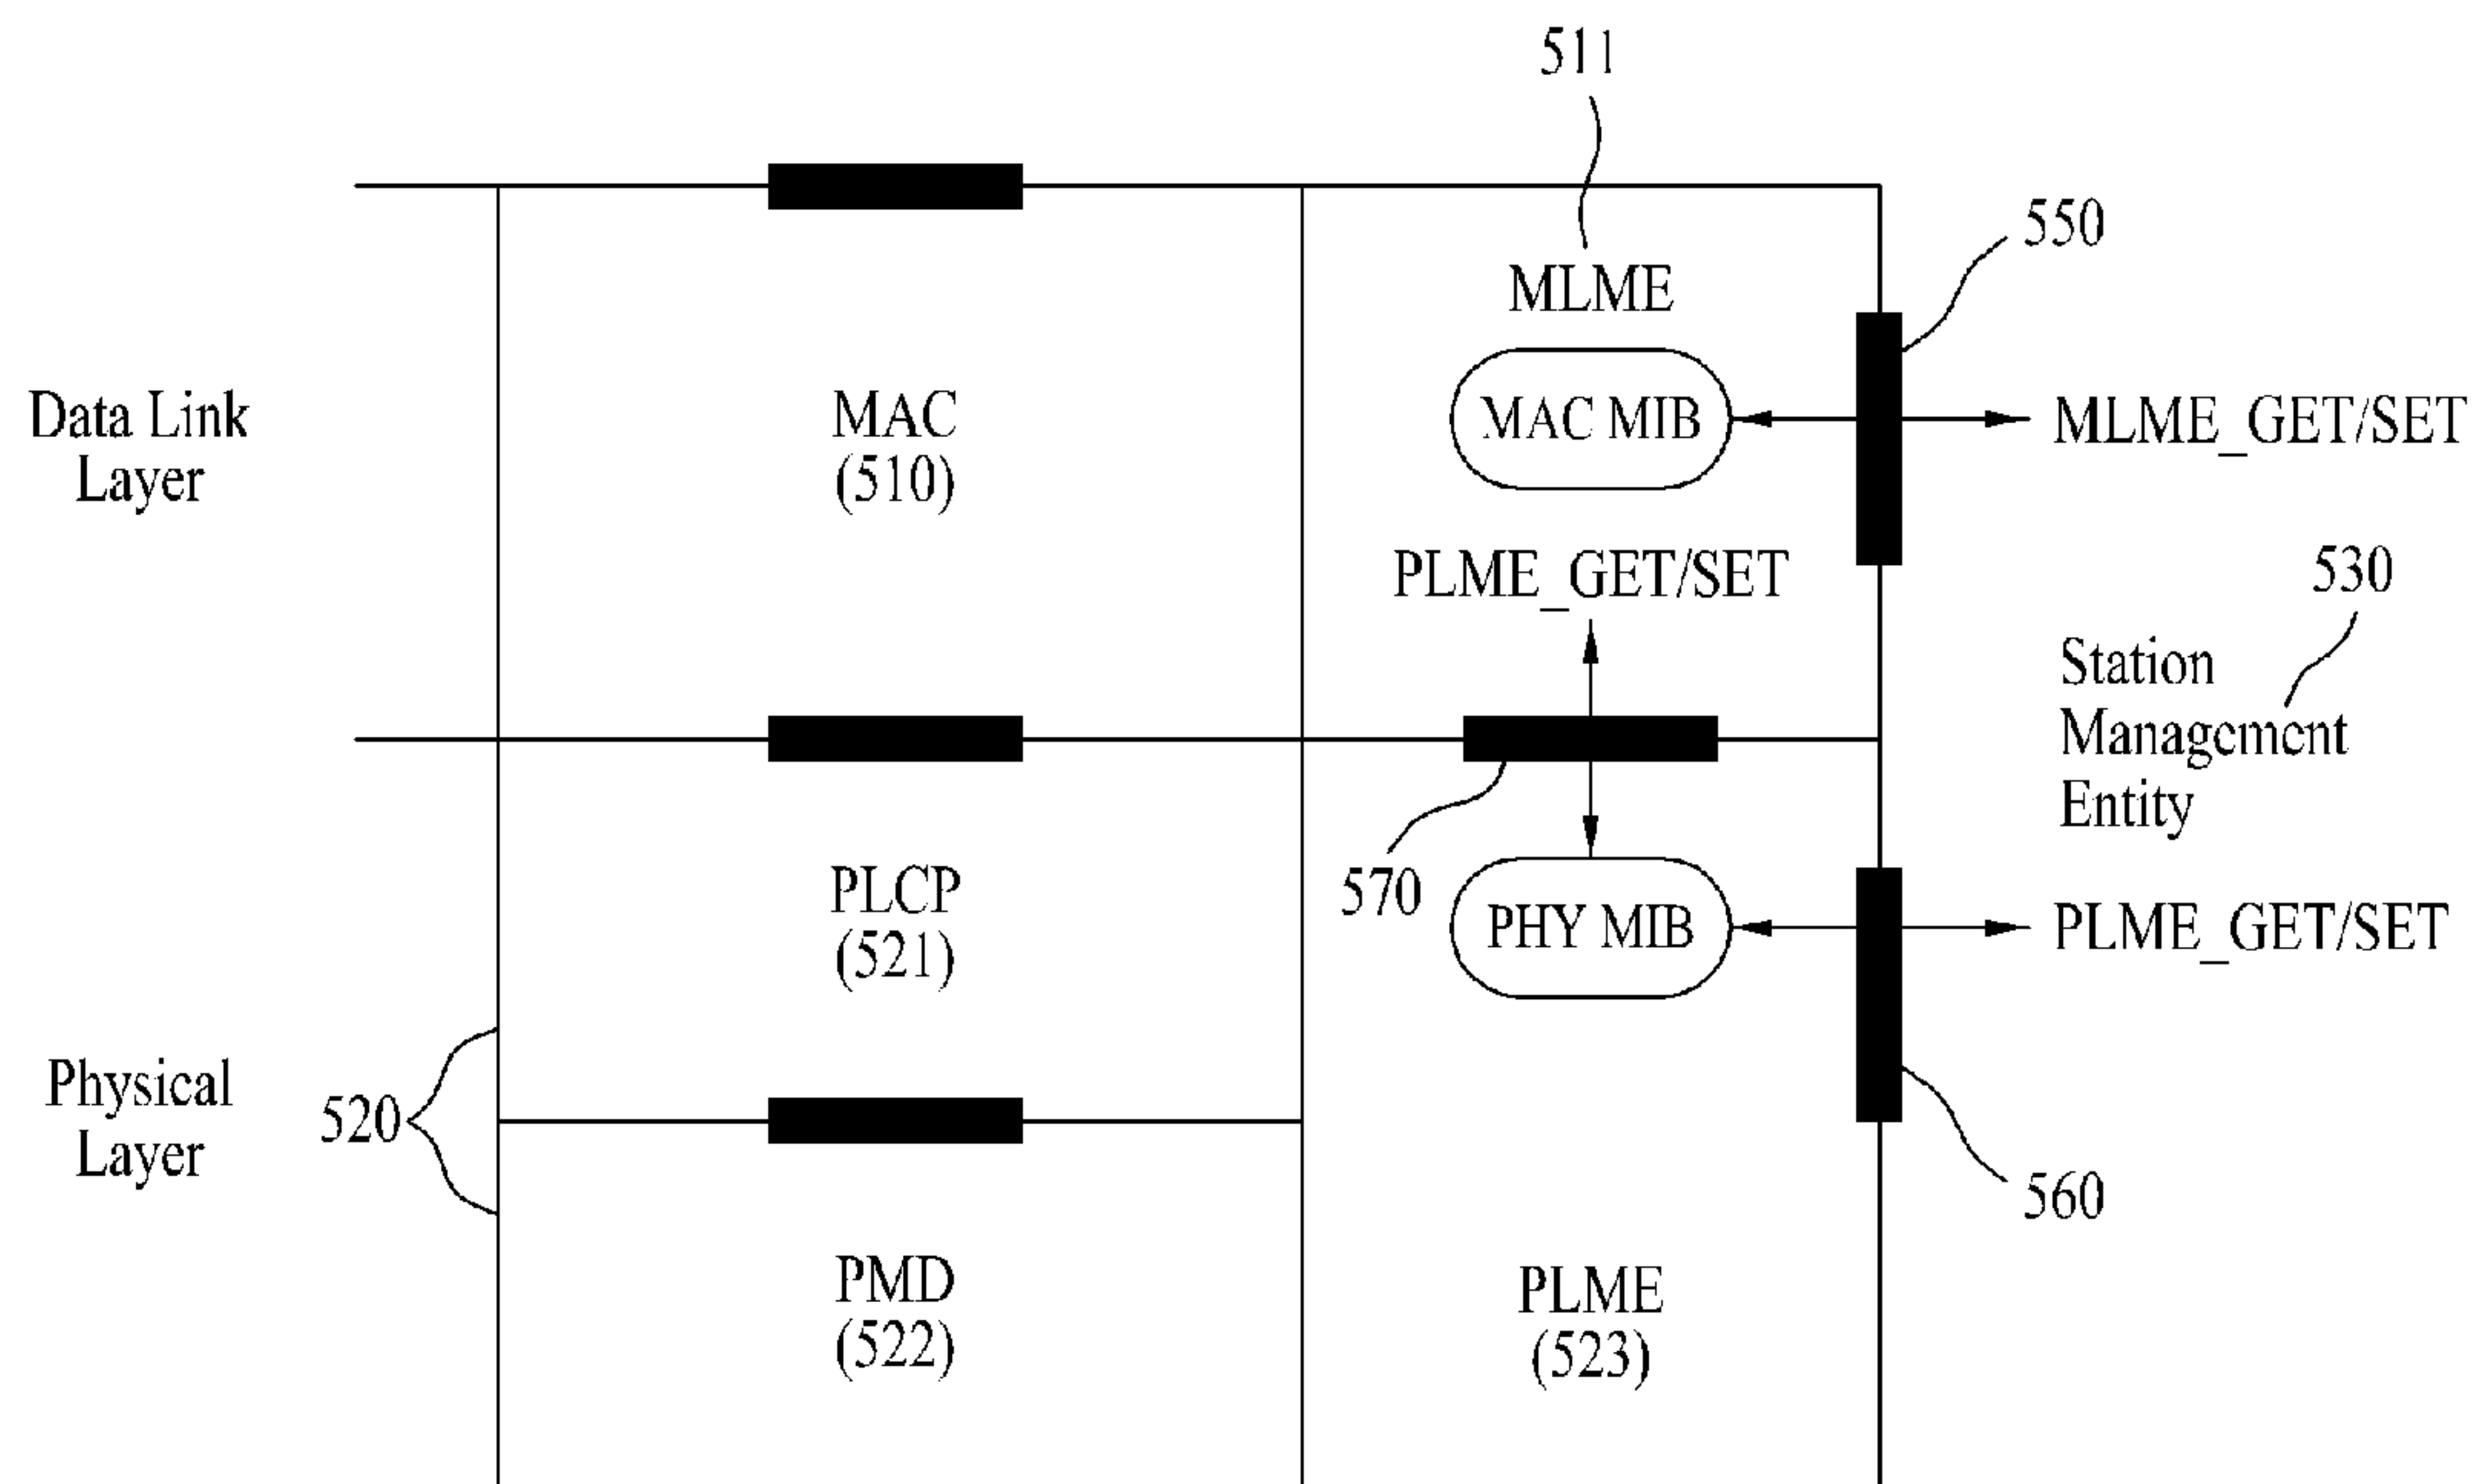 511
550
MLME
Data Link
Layer
MAC
(510)
MAC MIB
MLME_GET/SET
PLME_GET/SET
530
Station
Management
Entity
570
PLCP
(521)
PHY MIB
PLME_GET/SET
Physical
Layer
520
560
PMD
(522)
PLME
(523)